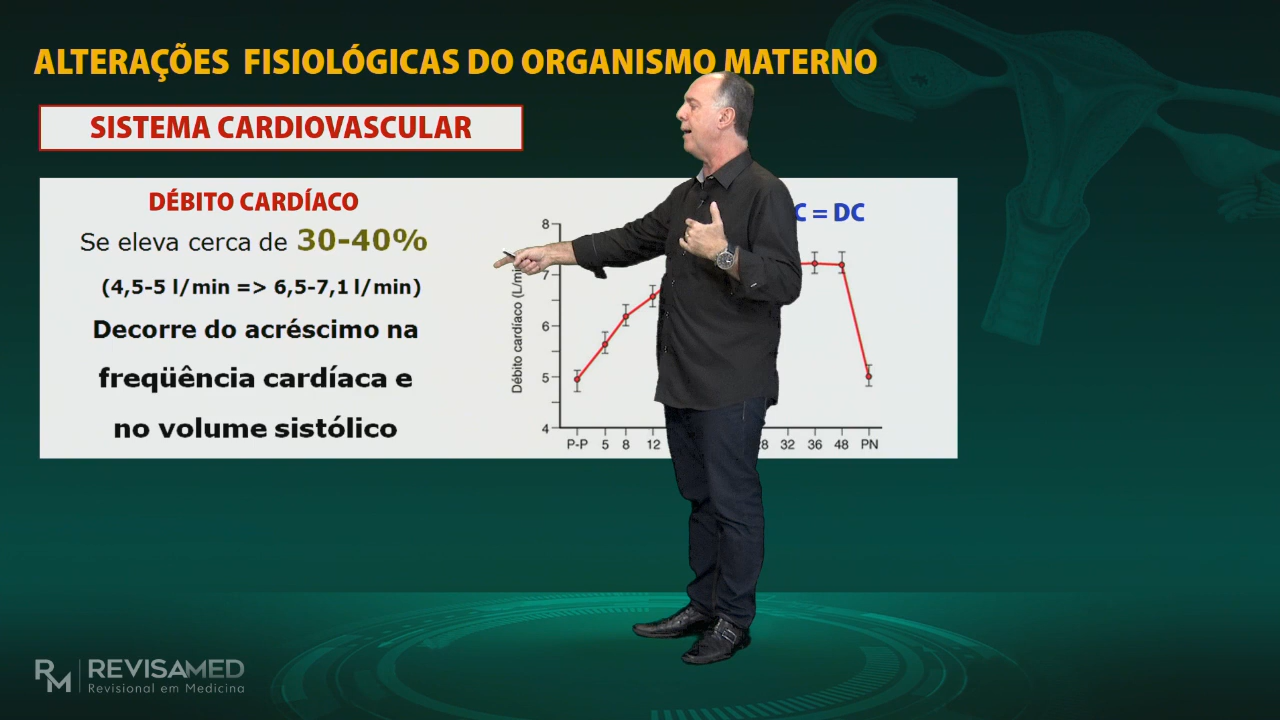 ALTERAÇÕES FISIOLÓGICAS DO ORGANISMO MATERNO
SISTEMA CARDIOVASCULAR
DÉBITO CARDÍACO
Se eleva cerca de 30-40%
(4,5-5 l/min => 6,5-7,1 l/min)
Decorre do acréscimo na
freqüência cardíaca e
no volume sistólico
C = DC
8
7
6
5
4
Débito cardíaco (L/min
P-P 5 8 12 28 32 36 48 PN
RM REVISAMED
Revisional em Medicina